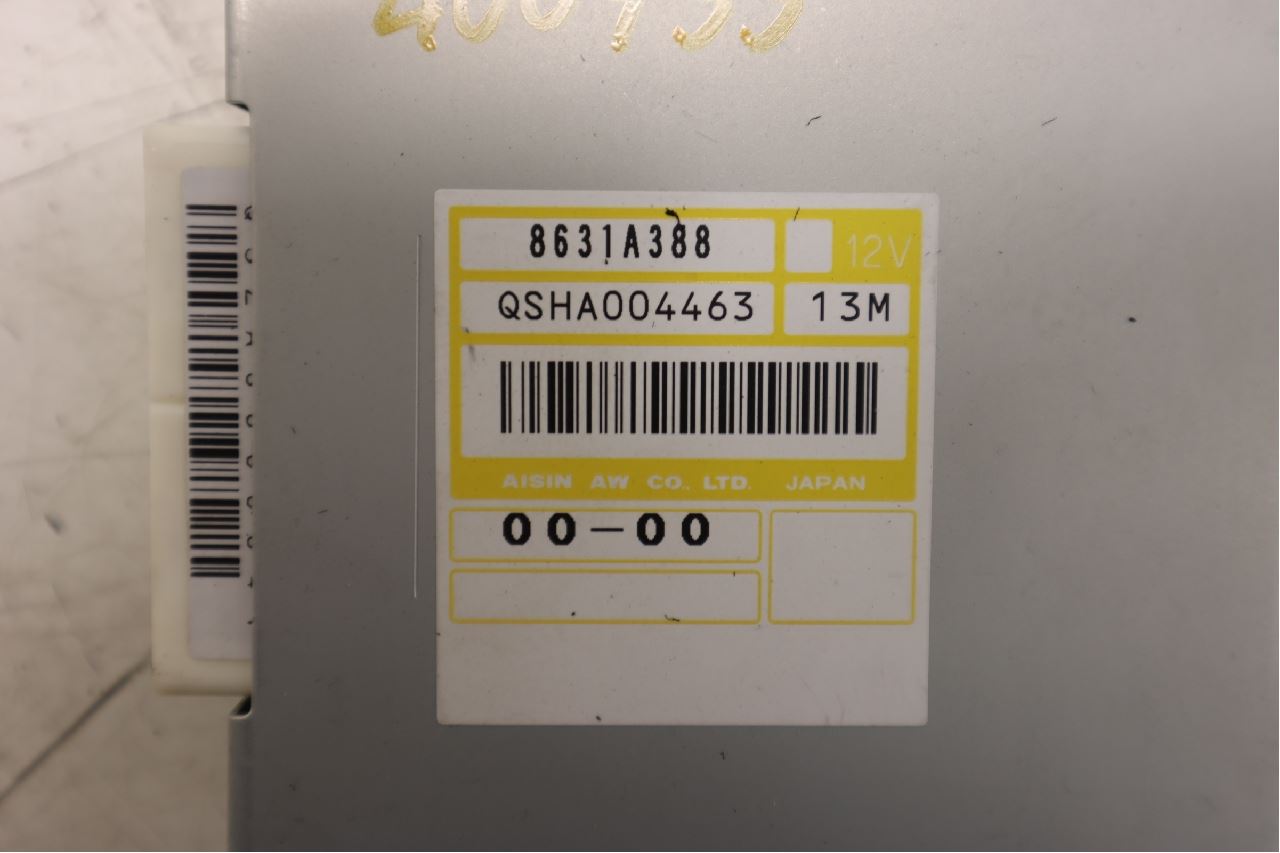 8631A388
12V
QSHA004463
13M
AISIN AW CO., LTD. JAPAN
00-00